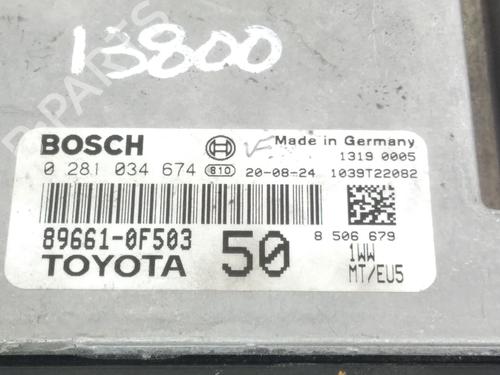 13800
B-PARTS
BOSCH
Made in Germany
1319 0005
0 281 034 674 810 20-08-24 1039T22082
89661-0F503
50
8 506 679
TOYOTA
1WW
MT/EU5